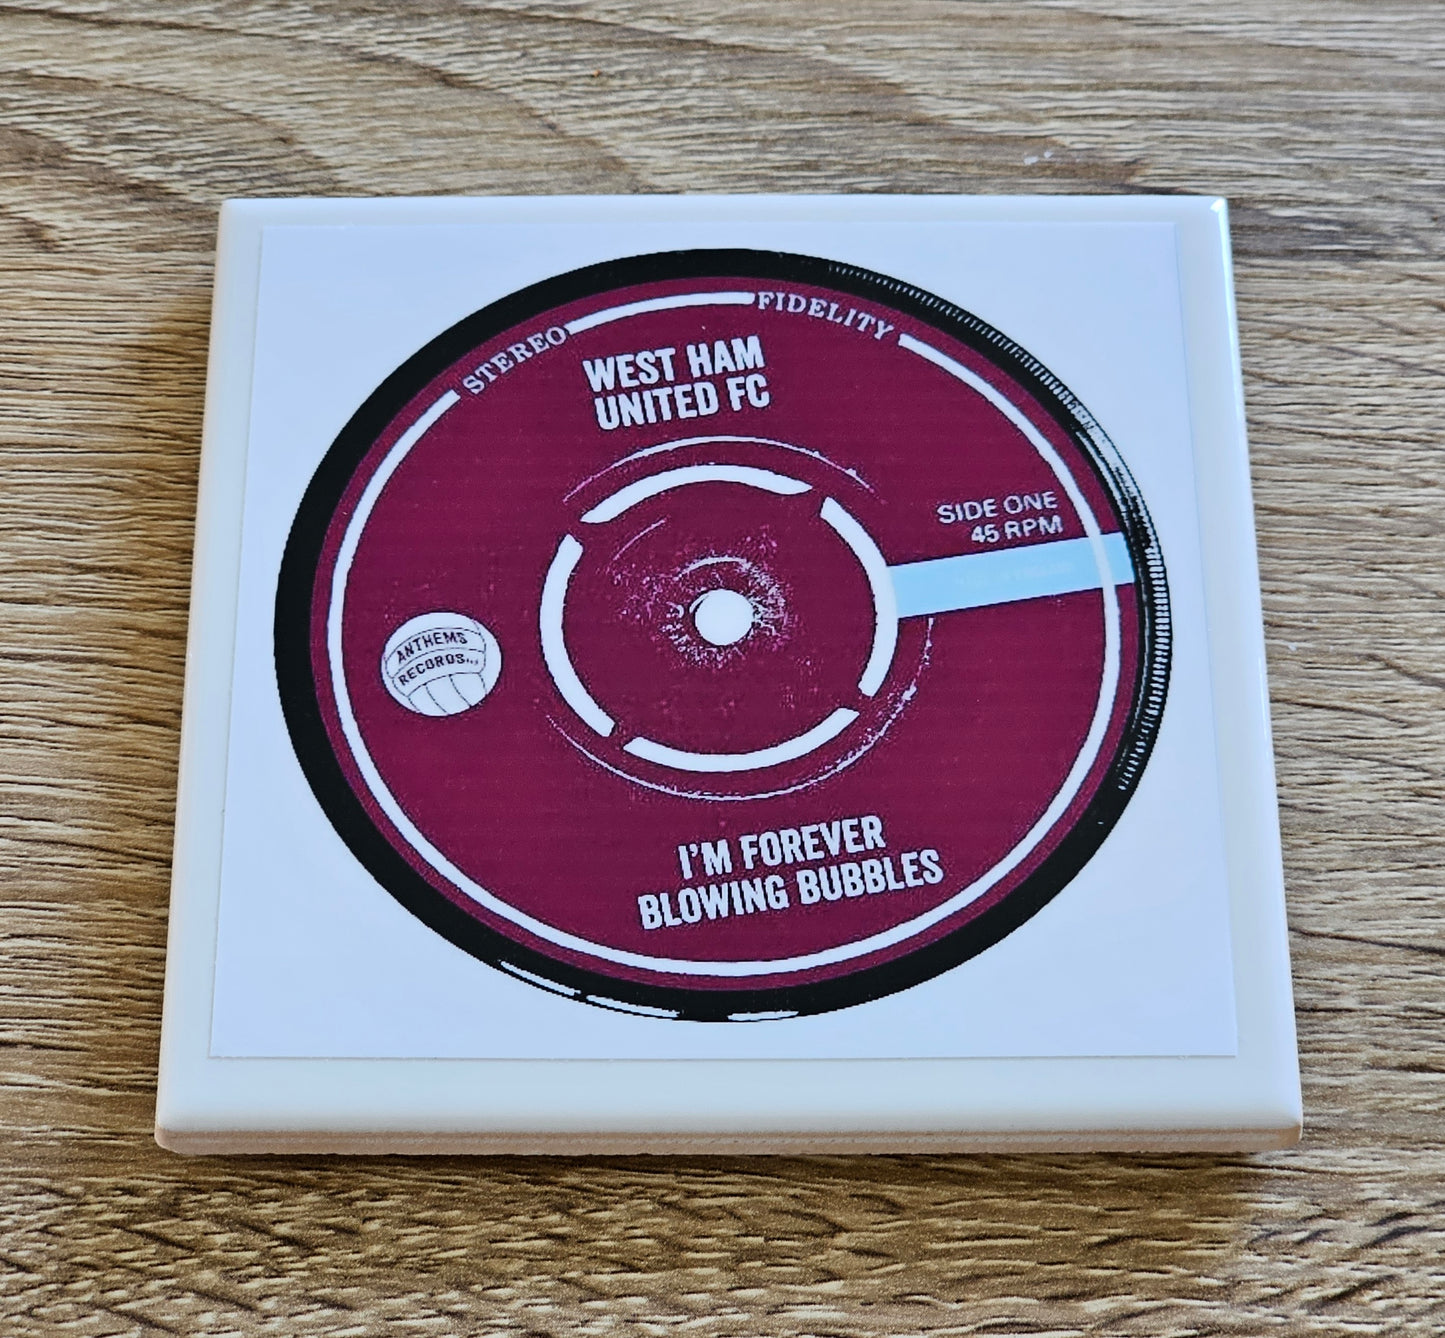 STEREO
FIDELITY
WEST HAM
UNITED FC
SIDE ONE
45 RPM
ANTHEMS
RECORDS
I'M FOREVER
BLOWING BUBBLES